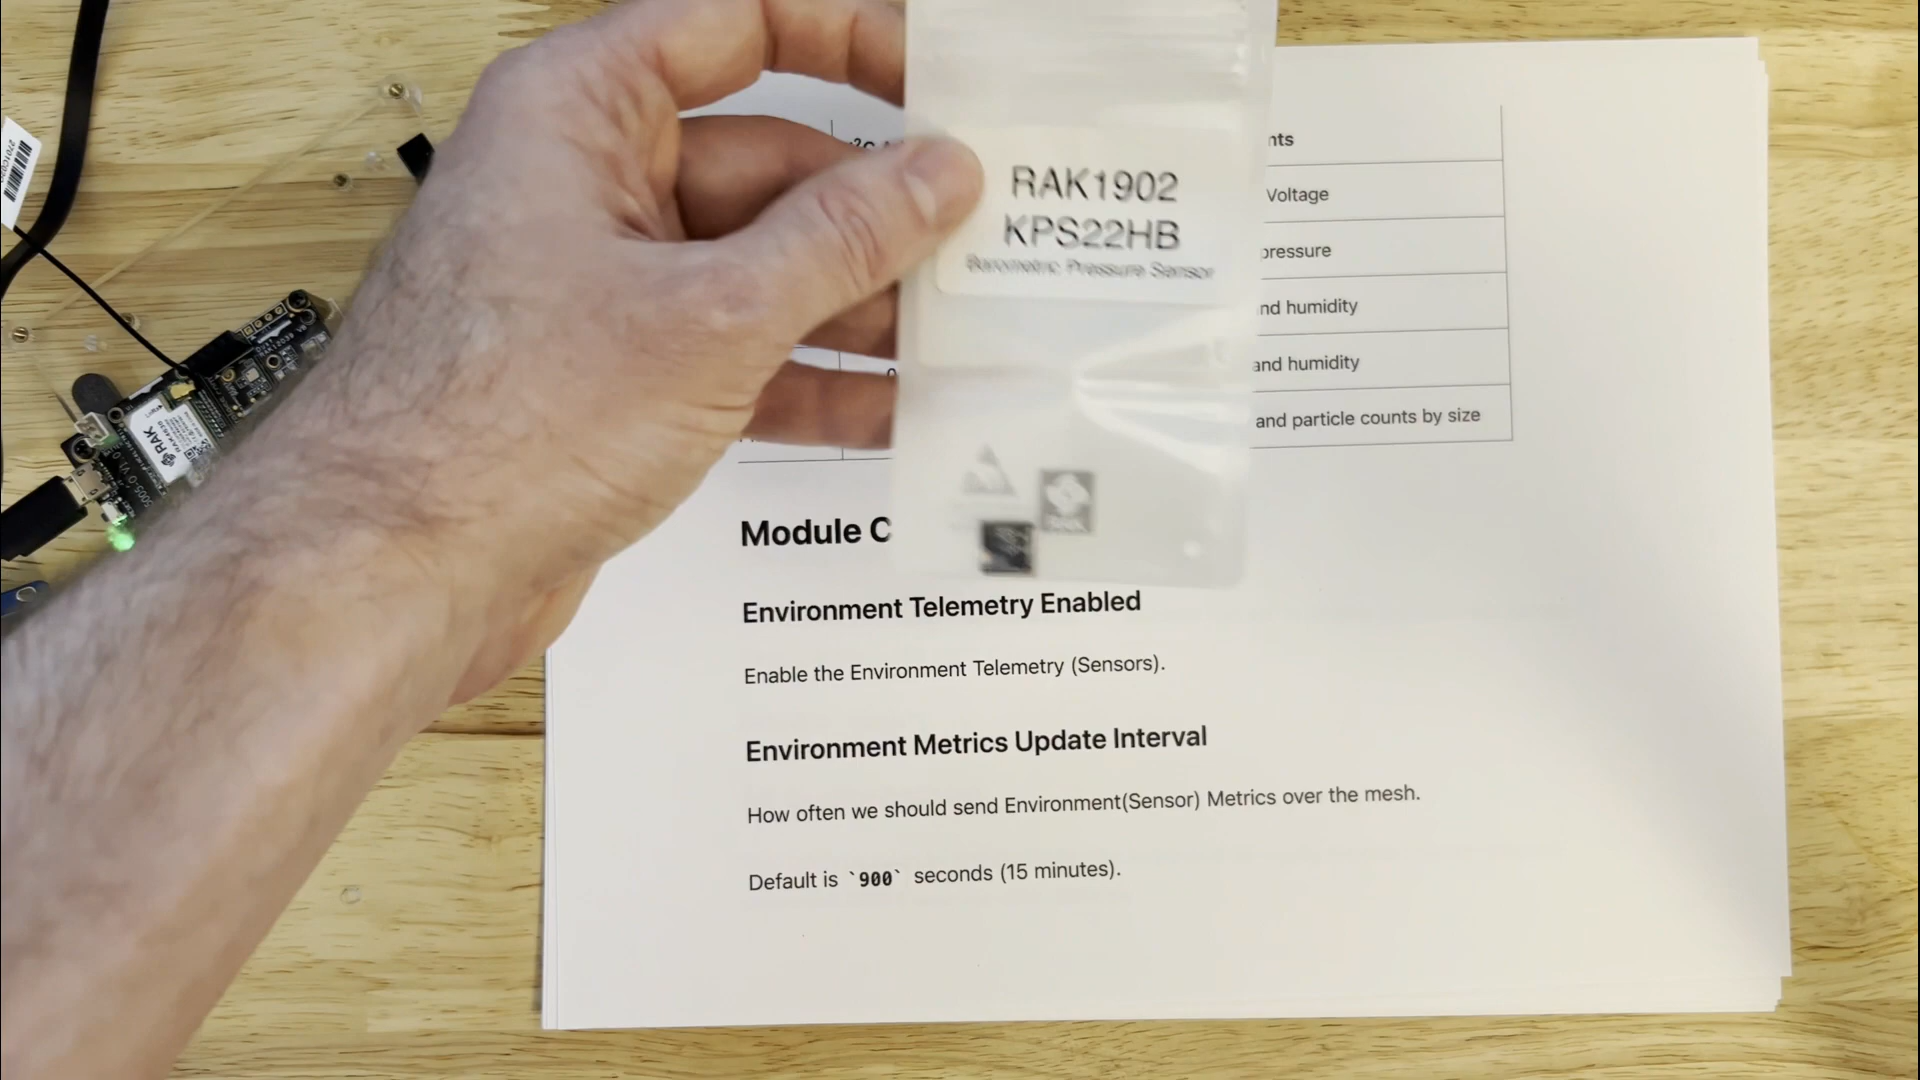 RAK1902
KPS22HB
Barometric Pressure Sensor
nts
Voltage
pressure
nd humidity
and humidity
and particle counts by size
Module C
Environment Telemetry Enabled
Enable the Environment Telemetry (Sensors).
Environment Metrics Update Interval
How often we should send Environment(Sensor) Metrics over the mesh.
Default is `900` seconds (15 minutes).
RAK